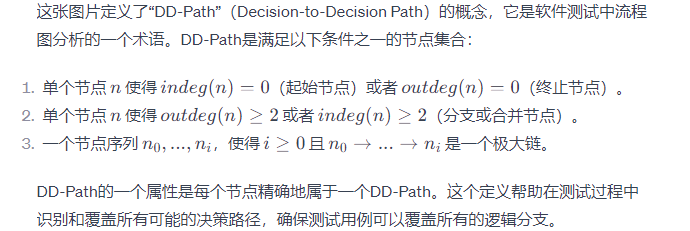 这张图片定义了“DD-Path”（Decision-to-Decision Path）的概念，它是软件测试中流程
图分析的一个术语。DD-Path是满足以下条件之一的节点集合：
1. 单个节点 n 使得 indeg(n) = 0（起始节点）或者 outdeg(n) = 0（终止节点）。
2. 单个节点 n 使得 outdeg(n) ≥ 2 或者 indeg(n) ≥ 2（分支或合并节点）。
3. 一个节点序列 n₀, ..., nᵢ，使得 i ≥ 0 且 n₀ → ... → nᵢ 是一个极大链。
DD-Path的一个属性是每个节点精确地属于一个DD-Path。这个定义帮助在测试过程中
识别和覆盖所有可能的决策路径，确保测试用例可以覆盖所有的逻辑分支。